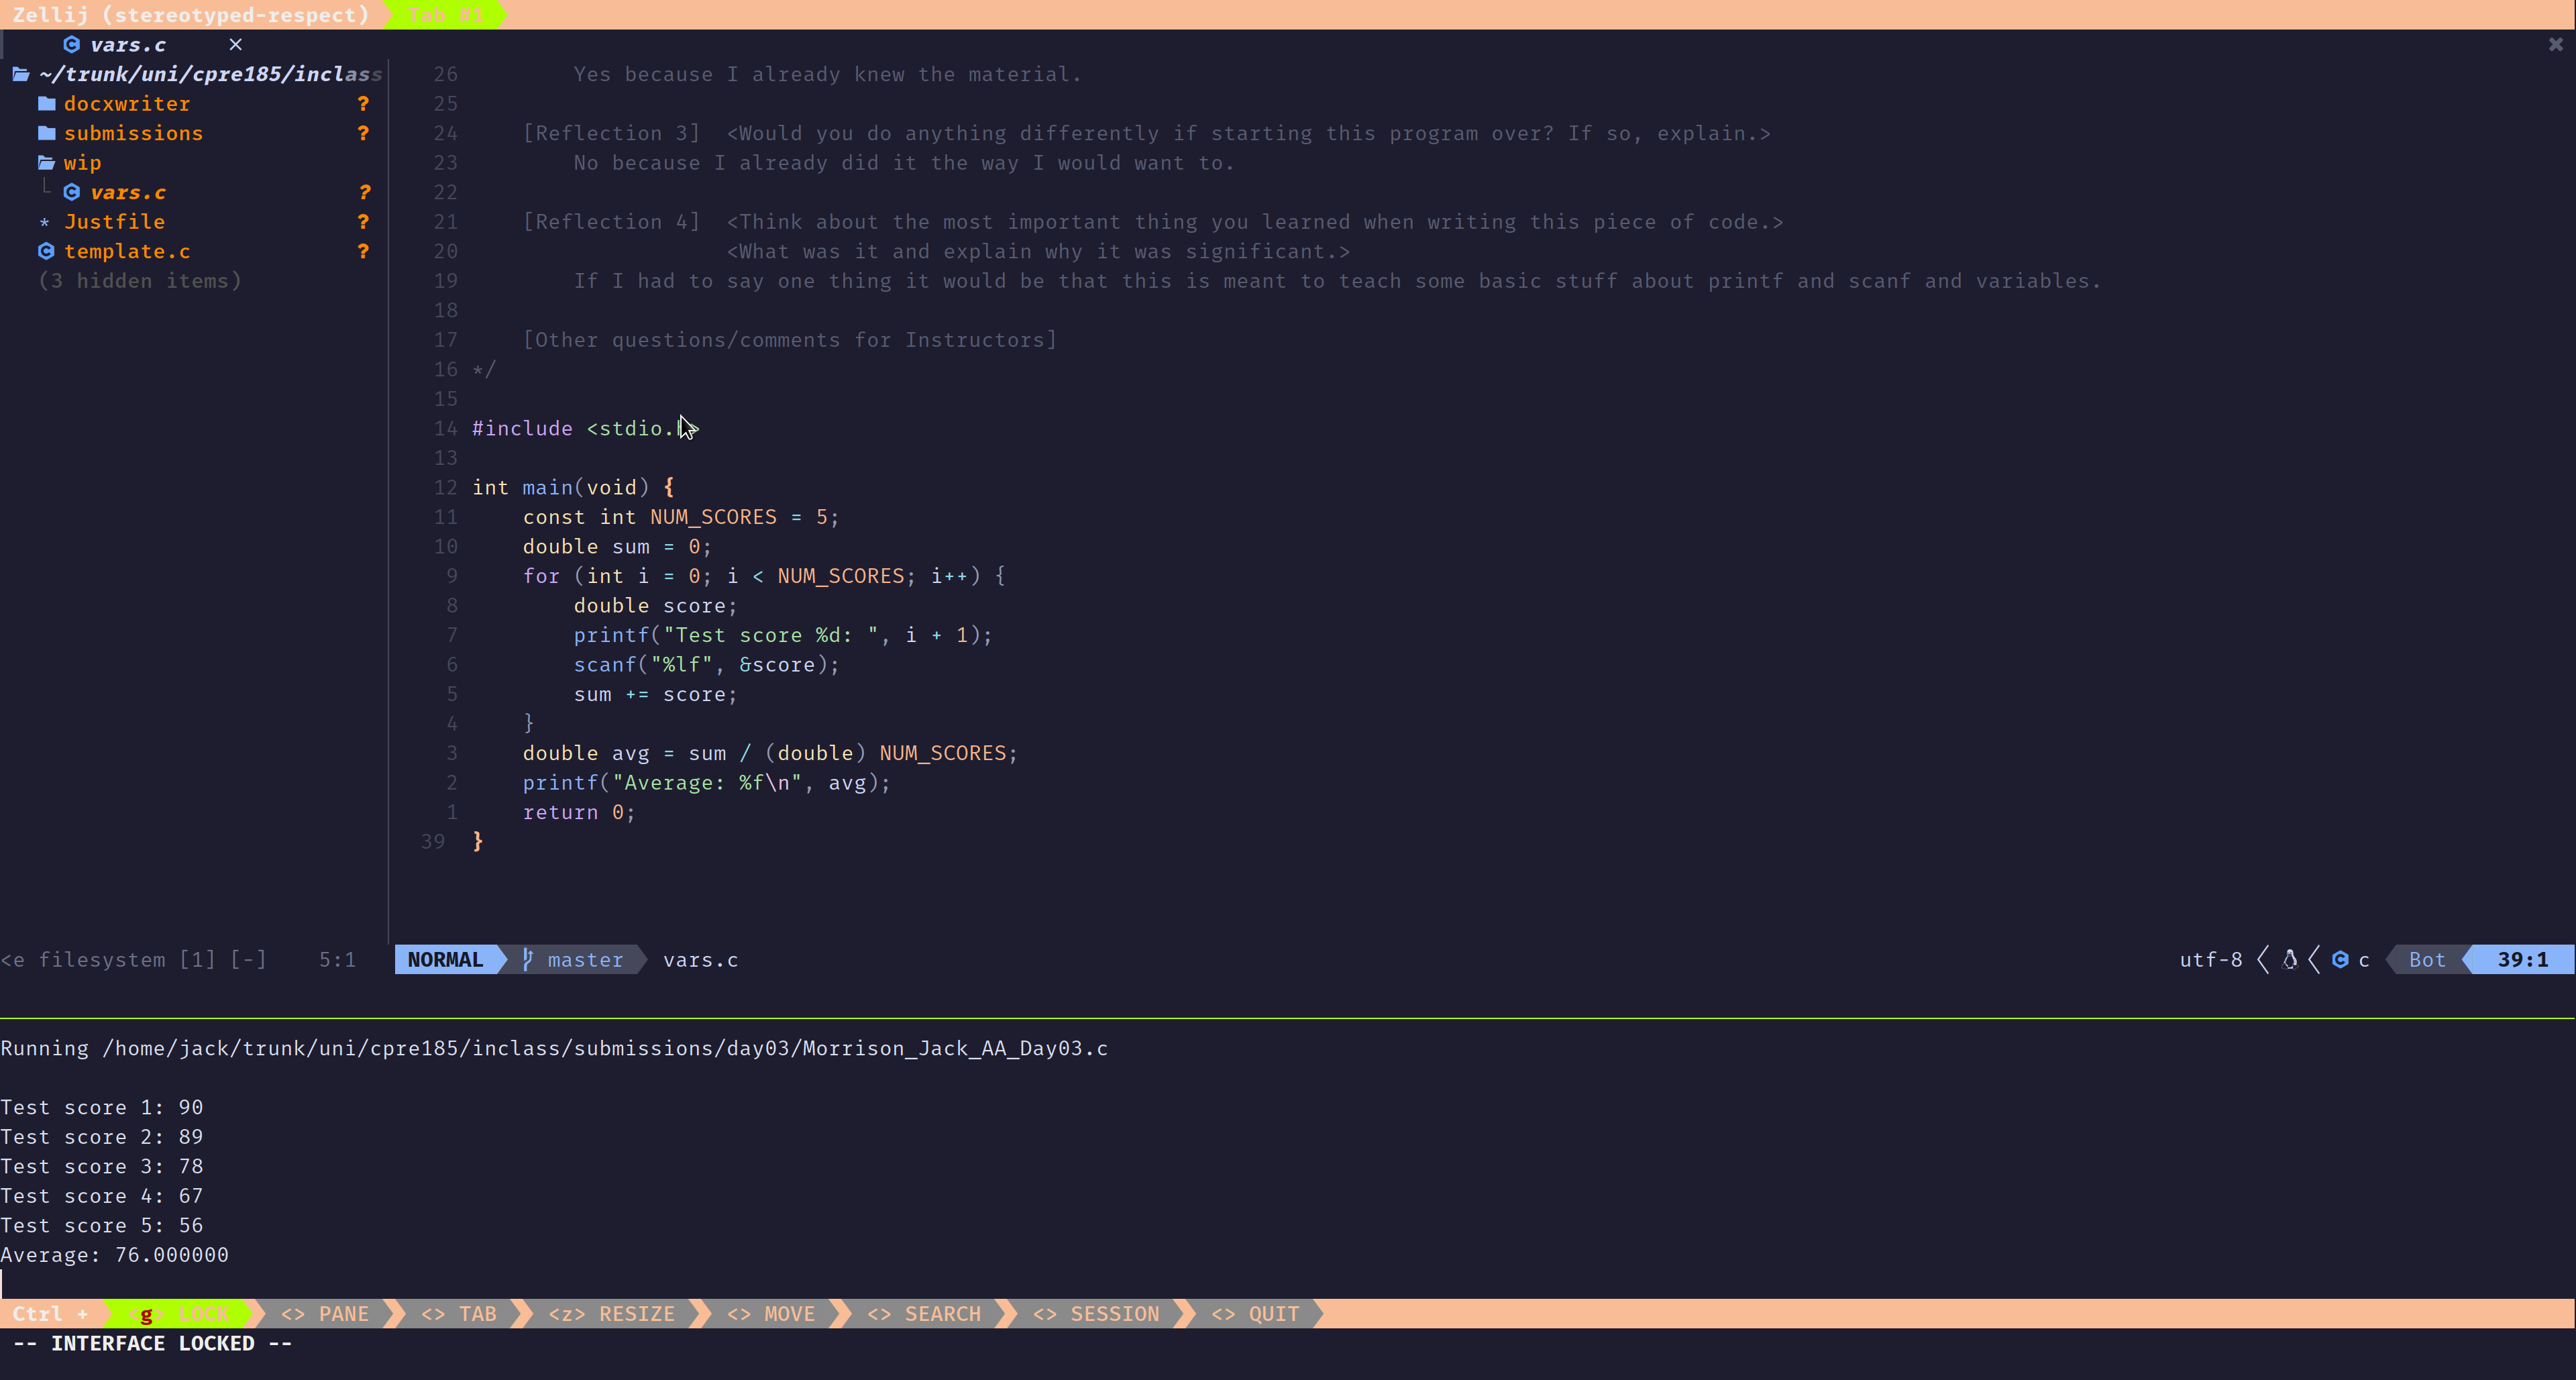 Zellij (stereotyped-respect) Tab #1
vars.c × ✖
~/trunk/uni/cpre185/inclass
docxwriter ?
submissions ?
wip
└ vars.c ?
* Justfile ?
template.c ?
(3 hidden items)
26 Yes because I already knew the material.
25
24 [Reflection 3] <Would you do anything differently if starting this program over? If so, explain.>
23 No because I already did it the way I would want to.
22
21 [Reflection 4] <Think about the most important thing you learned when writing this piece of code.>
20 <What was it and explain why it was significant.>
19 If I had to say one thing it would be that this is meant to teach some basic stuff about printf and scanf and variables.
18
17 [Other questions/comments for Instructors]
16 */
15
14 #include <stdio.h>
13
12 int main(void) {
11 const int NUM_SCORES = 5;
10 double sum = 0;
9 for (int i = 0; i < NUM_SCORES; i++) {
8 double score;
7 printf("Test score %d: ", i + 1);
6 scanf("%lf", &score);
5 sum += score;
4 }
3 double avg = sum / (double) NUM_SCORES;
2 printf("Average: %f\n", avg);
1 return 0;
39 }
<e filesystem [1] [-] 5:1 NORMAL master vars.c utf-8 c Bot 39:1
Running /home/jack/trunk/uni/cpre185/inclass/submissions/day03/Morrison_Jack_AA_Day03.c
Test score 1: 90
Test score 2: 89
Test score 3: 78
Test score 4: 67
Test score 5: 56
Average: 76.000000
Ctrl + <g> LOCK <> PANE <> TAB <z> RESIZE <> MOVE <> SEARCH <> SESSION <> QUIT
-- INTERFACE LOCKED --